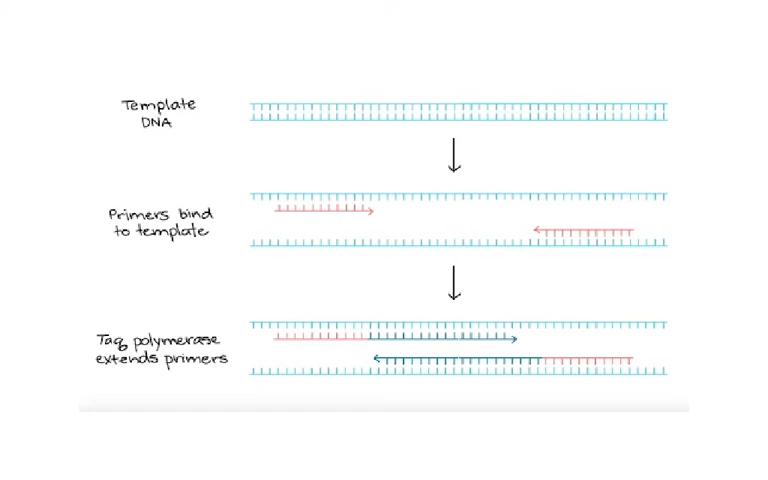 Template
DNA
Primers bind
to template
Taq polymerase
extends primers